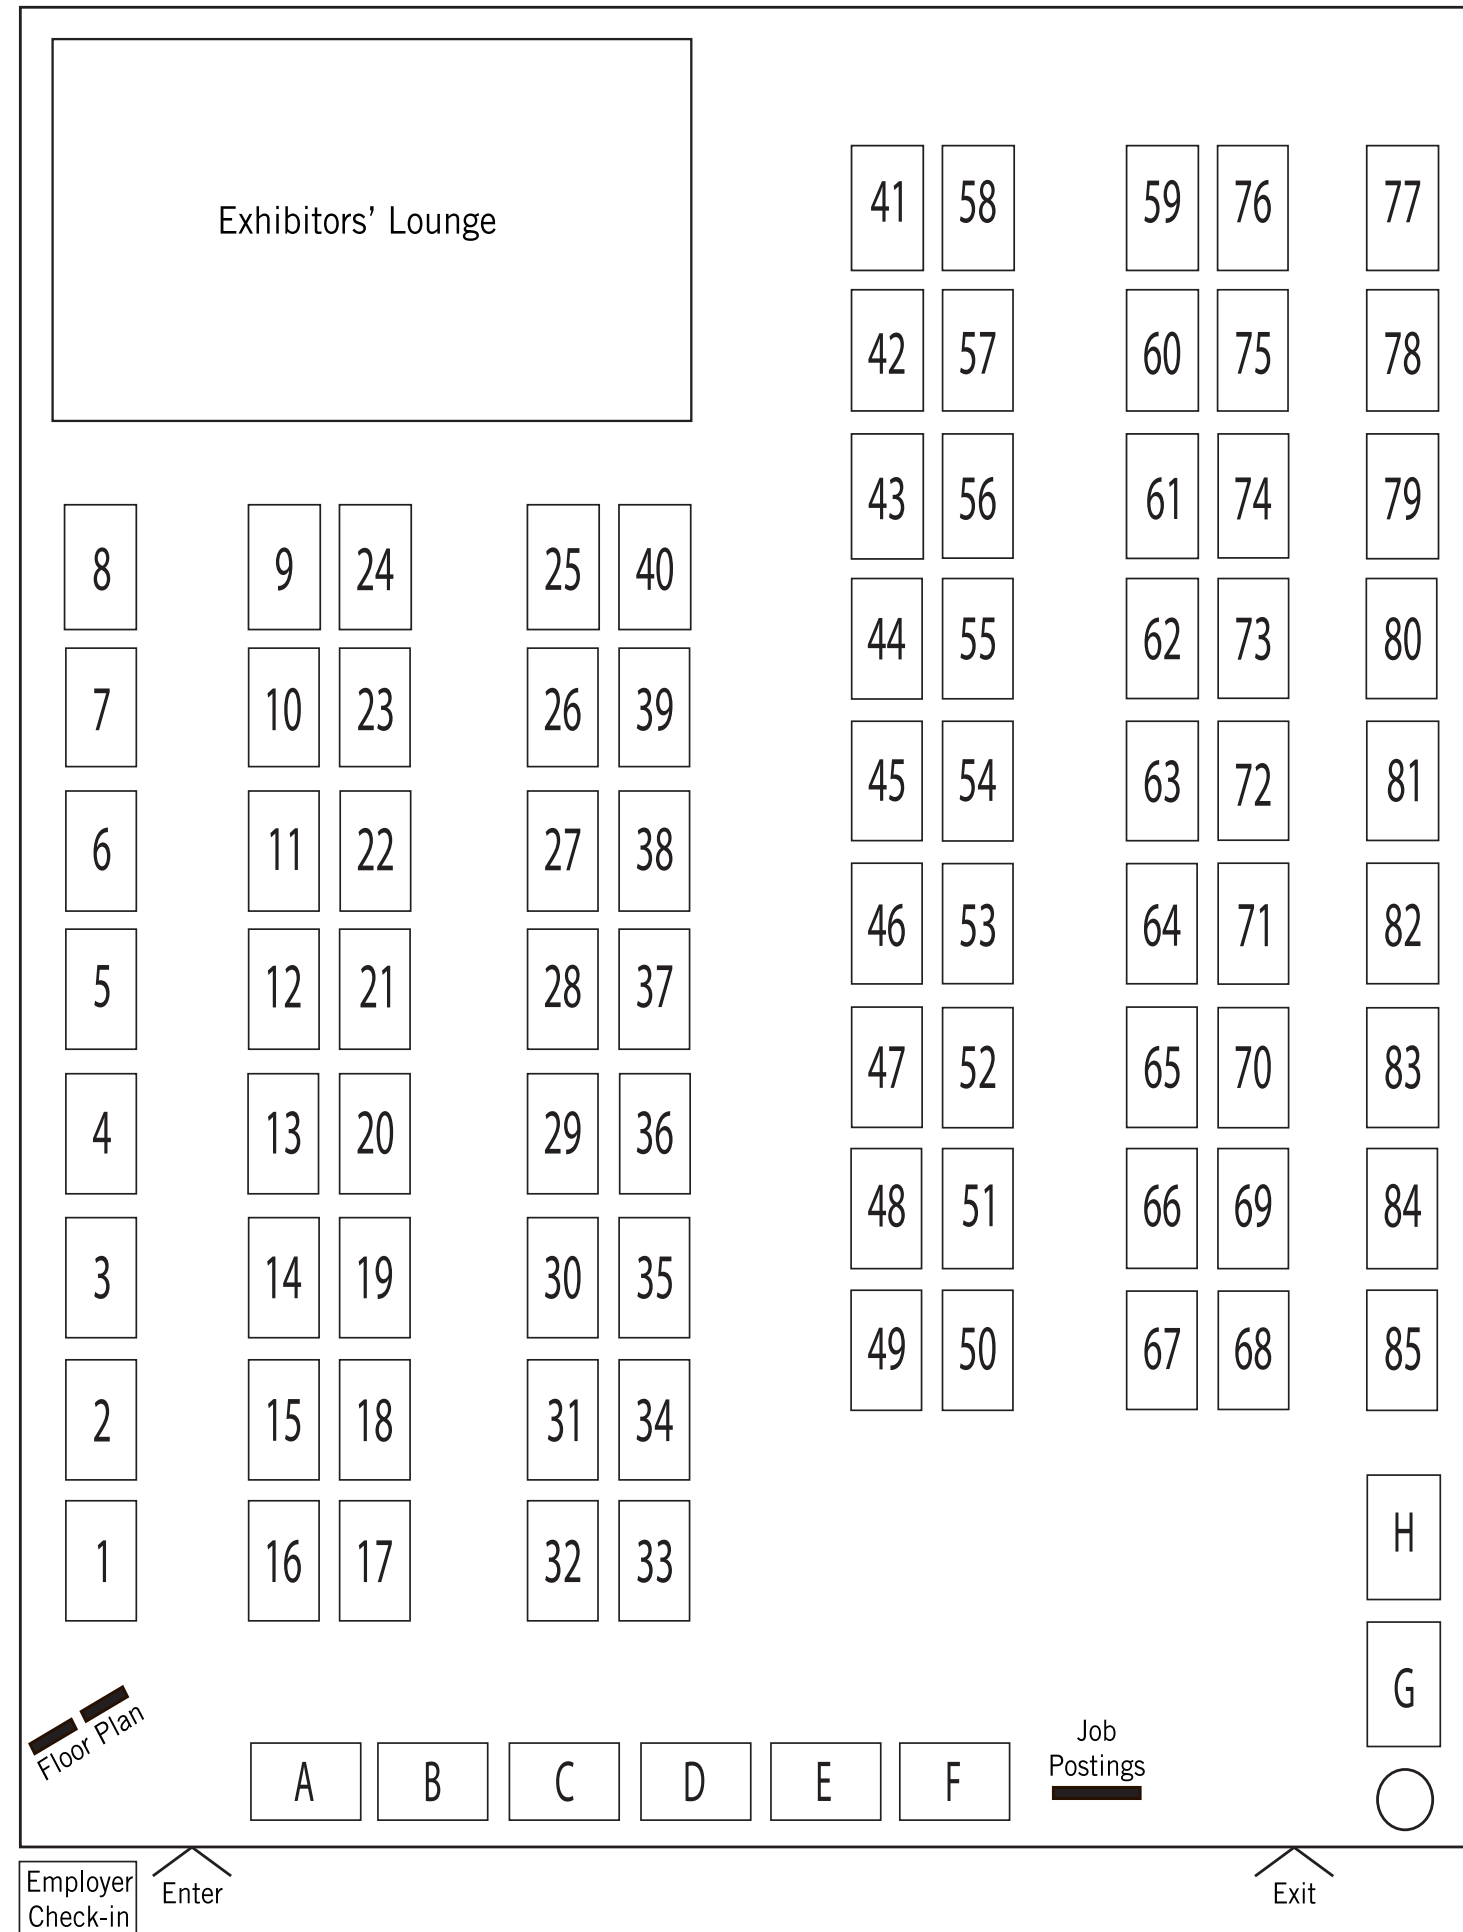 Exhibitors’ Lounge
41 58 59 76 77
42 57 60 75 78
43 56 61 74 79
8 9 24 25 40
44 55 62 73 80
7 10 23 26 39
45 54 63 72 81
6 11 22 27 38
46 53 64 71 82
5 12 21 28 37
47 52 65 70 83
4 13 20 29 36
48 51 66 69 84
3 14 19 30 35
49 50 67 68 85
2 15 18 31 34
H
1 16 17 32 33
G
Floor Plan
Job
Postings
A B C D E F
Employer
Check-in
Enter
Exit